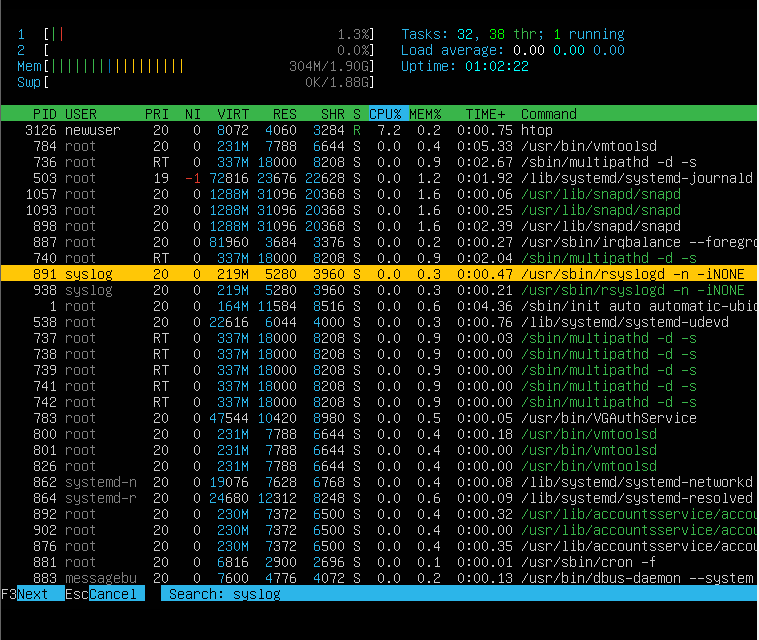 1 [|| 1.3%] Tasks: 32, 38 thr; 1 running
2 [ 0.0%] Load average: 0.00 0.00 0.00
Mem[||||||||||||||||| 304M/1.90G] Uptime: 01:02:22
Swp[ 0K/1.88G]
PID USER PRI NI VIRT RES SHR S CPU% MEM% TIME+ Command
3126 newuser 20 0 8072 4060 3284 R 7.2 0.2 0:00.75 htop
784 root 20 0 231M 7788 6644 S 0.0 0.4 0:05.33 /usr/bin/vmtoolsd
736 root RT 0 337M 18000 8208 S 0.0 0.9 0:02.67 /sbin/multipathd -d -s
503 root 19 -1 72816 23676 22628 S 0.0 1.2 0:01.92 /lib/systemd/systemd-journald
1057 root 20 0 1288M 31096 20368 S 0.0 1.6 0:00.06 /usr/lib/snapd/snapd
1093 root 20 0 1288M 31096 20368 S 0.0 1.6 0:00.25 /usr/lib/snapd/snapd
898 root 20 0 1288M 31096 20368 S 0.0 1.6 0:02.39 /usr/lib/snapd/snapd
887 root 20 0 81960 3684 3376 S 0.0 0.2 0:00.27 /usr/sbin/irqbalance --foregro
740 root RT 0 337M 18000 8208 S 0.0 0.9 0:02.04 /sbin/multipathd -d -s
891 syslog 20 0 219M 5280 3960 S 0.0 0.3 0:00.47 /usr/sbin/rsyslogd -n -iNONE
938 syslog 20 0 219M 5280 3960 S 0.0 0.3 0:00.21 /usr/sbin/rsyslogd -n -iNONE
1 root 20 0 164M 11584 8516 S 0.0 0.6 0:04.36 /sbin/init auto automatic-ubiq
538 root 20 0 22616 6044 4000 S 0.0 0.3 0:00.76 /lib/systemd/systemd-udevd
737 root RT 0 337M 18000 8208 S 0.0 0.9 0:00.03 /sbin/multipathd -d -s
738 root RT 0 337M 18000 8208 S 0.0 0.9 0:00.00 /sbin/multipathd -d -s
739 root RT 0 337M 18000 8208 S 0.0 0.9 0:00.00 /sbin/multipathd -d -s
741 root RT 0 337M 18000 8208 S 0.0 0.9 0:00.00 /sbin/multipathd -d -s
742 root RT 0 337M 18000 8208 S 0.0 0.9 0:00.00 /sbin/multipathd -d -s
783 root 20 0 47544 10420 8980 S 0.0 0.5 0:00.05 /usr/bin/VGAuthService
800 root 20 0 231M 7788 6644 S 0.0 0.4 0:00.18 /usr/bin/vmtoolsd
801 root 20 0 231M 7788 6644 S 0.0 0.4 0:00.00 /usr/bin/vmtoolsd
826 root 20 0 231M 7788 6644 S 0.0 0.4 0:00.00 /usr/bin/vmtoolsd
862 systemd-n 20 0 19076 7628 6768 S 0.0 0.4 0:00.08 /lib/systemd/systemd-networkd
864 systemd-r 20 0 24680 12312 8248 S 0.0 0.6 0:00.09 /lib/systemd/systemd-resolved
892 root 20 0 230M 7372 6500 S 0.0 0.4 0:00.32 /usr/lib/accountsservice/accou
902 root 20 0 230M 7372 6500 S 0.0 0.4 0:00.00 /usr/lib/accountsservice/accou
876 root 20 0 230M 7372 6500 S 0.0 0.4 0:00.35 /usr/lib/accountsservice/accou
881 root 20 0 6816 2900 2696 S 0.0 0.1 0:00.01 /usr/sbin/cron -f
883 messagebu 20 0 7600 4776 4072 S 0.0 0.2 0:00.13 /usr/bin/dbus-daemon --system
F3Next EscCancel Search: syslog